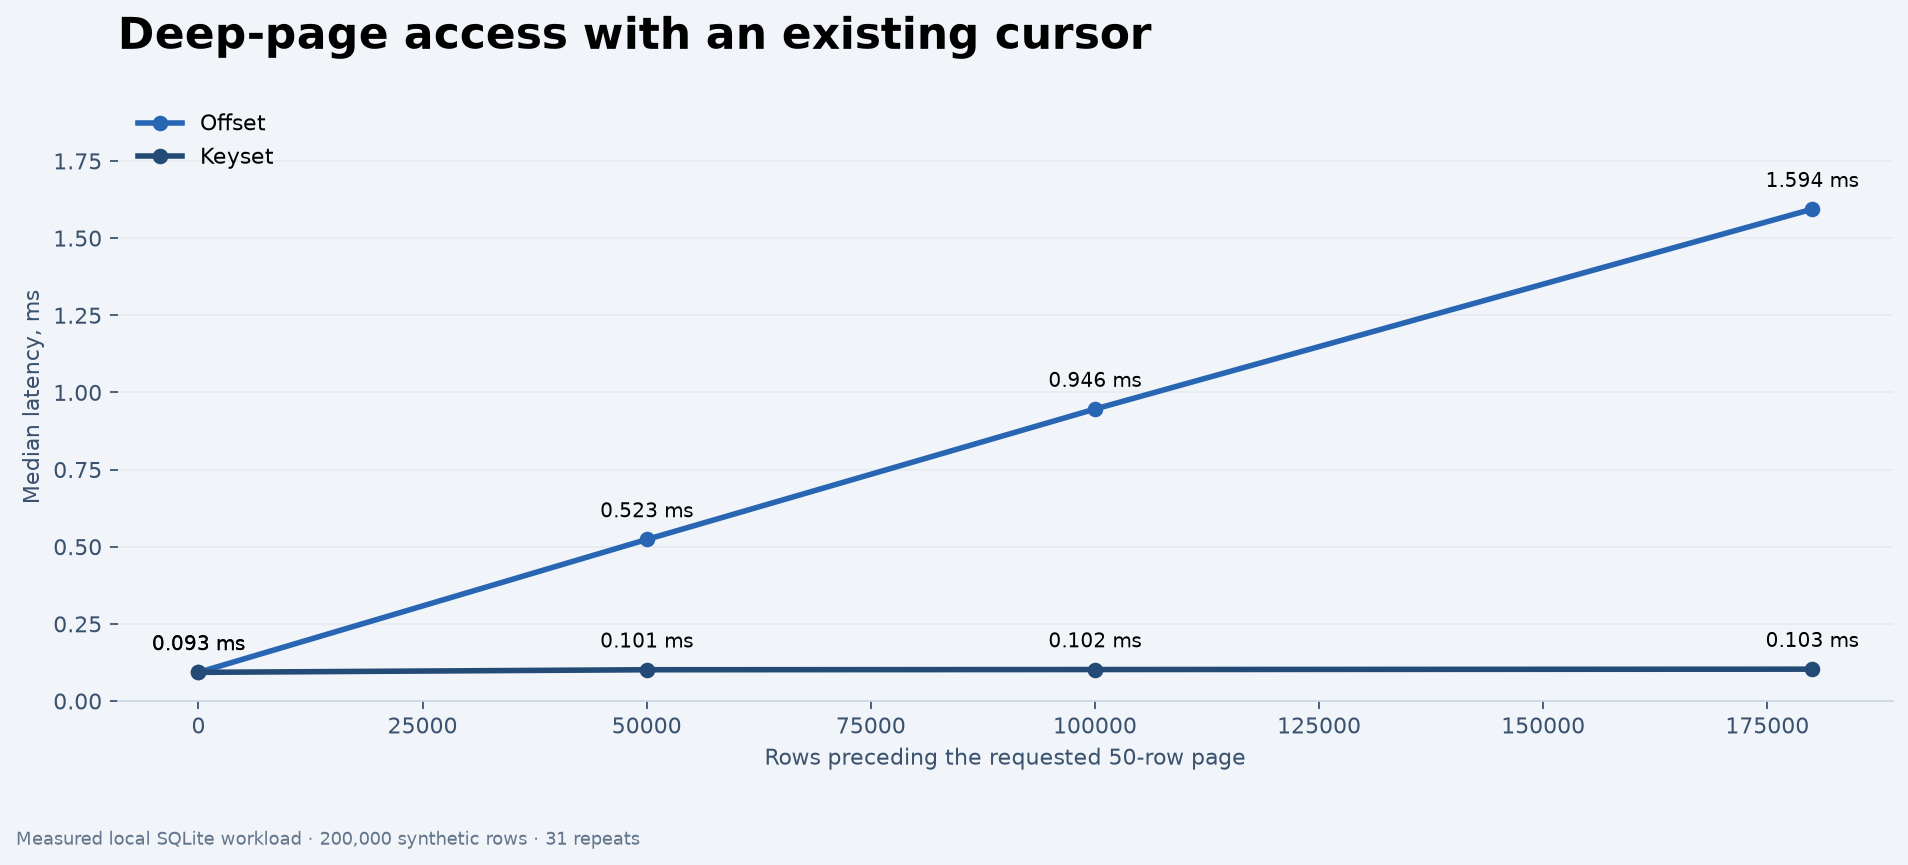 Deep-page access with an existing cursor
Offset
Keyset
1.75
1.50
1.25
1.00
0.75
0.50
0.25
0.00
Median latency, ms
1.594 ms
0.946 ms
0.523 ms
0.093 ms
0.101 ms
0.102 ms
0.103 ms
0
25000
50000
75000
100000
125000
150000
175000
Rows preceding the requested 50-row page
Measured local SQLite workload · 200,000 synthetic rows · 31 repeats